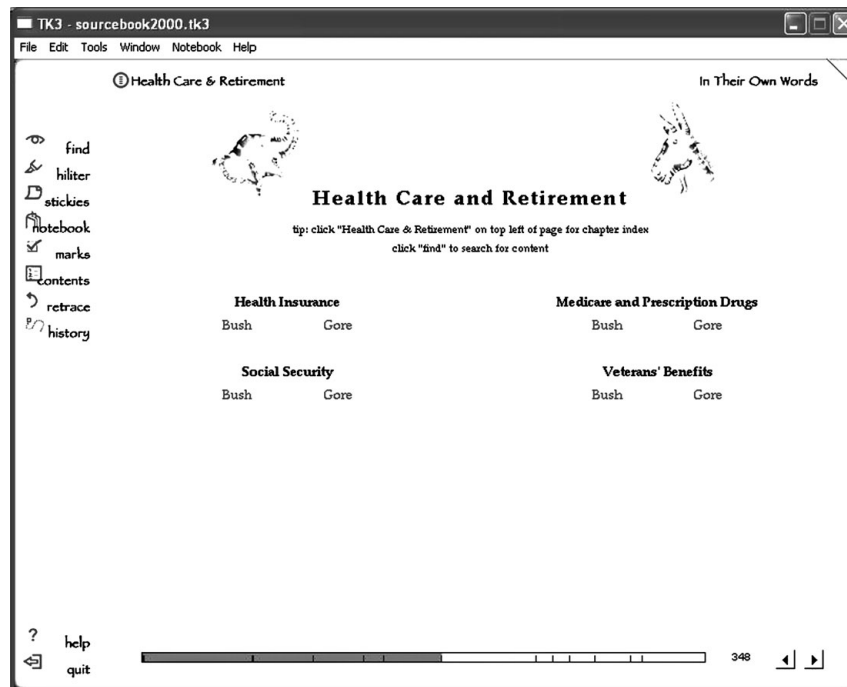 TK3 - sourcebook2000.tk3
File Edit Tools Window Notebook Help
Health Care & Retirement In Their Own Words
find
hiliter
stickies
notebook
marks
contents
retrace
history
Health Care and Retirement
tip: click "Health Care & Retirement" on top left of page for chapter index
click "find" to search for content
Health Insurance Medicare and Prescription Drugs
Bush Gore Bush Gore
Social Security Veterans' Benefits
Bush Gore Bush Gore
? help
quit
348